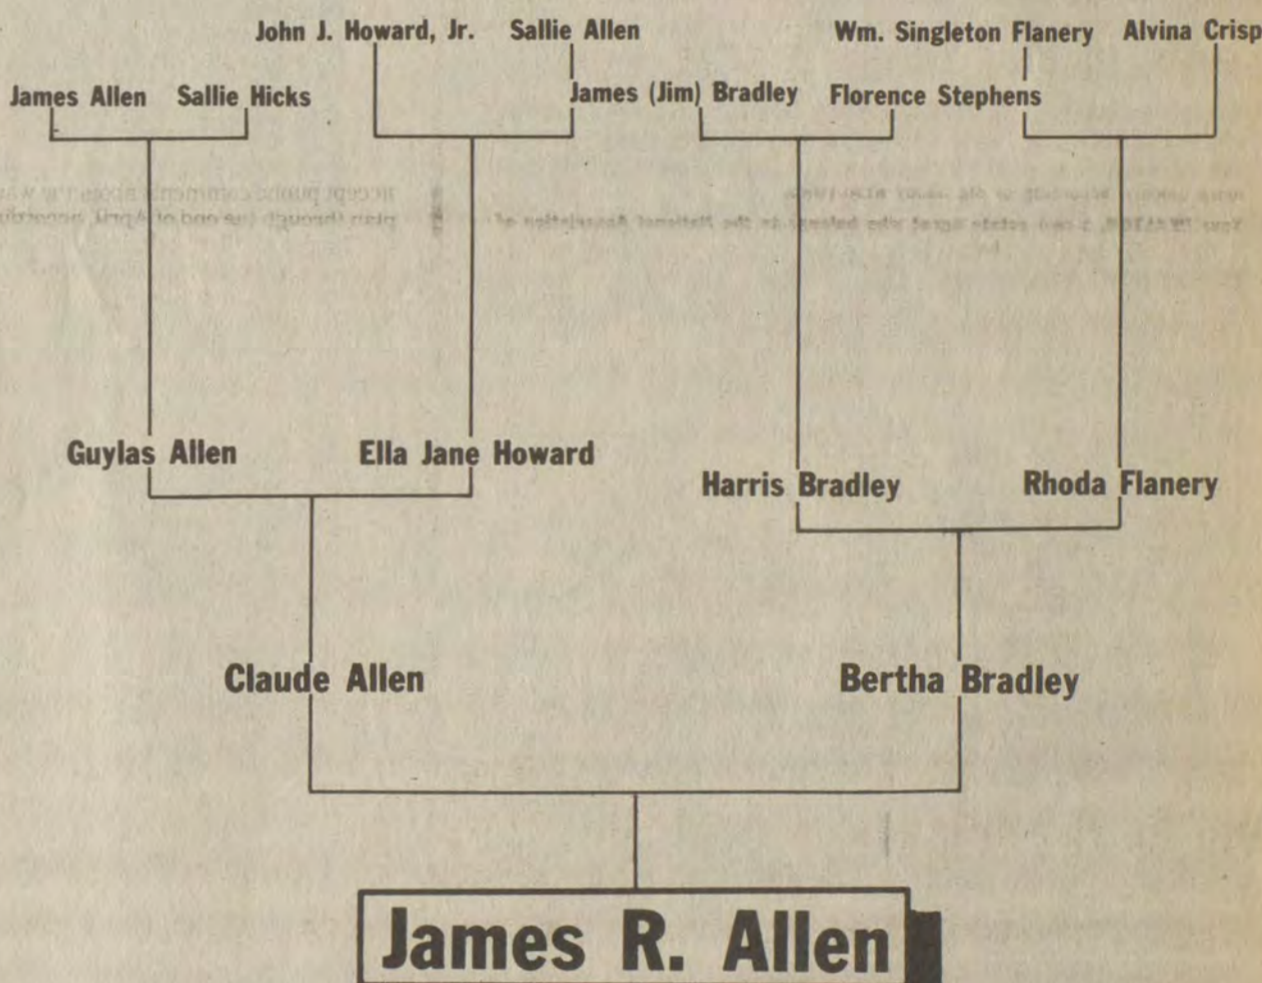 John J. Howard, Jr. Sallie Allen Wm. Singleton Flanery Alvina Crisp
James Allen Sallie Hicks James (Jim) Bradley Florence Stephens
Guylas Allen Ella Jane Howard
Harris Bradley Rhoda Flanery
Claude Allen Bertha Bradley
James R. Allen